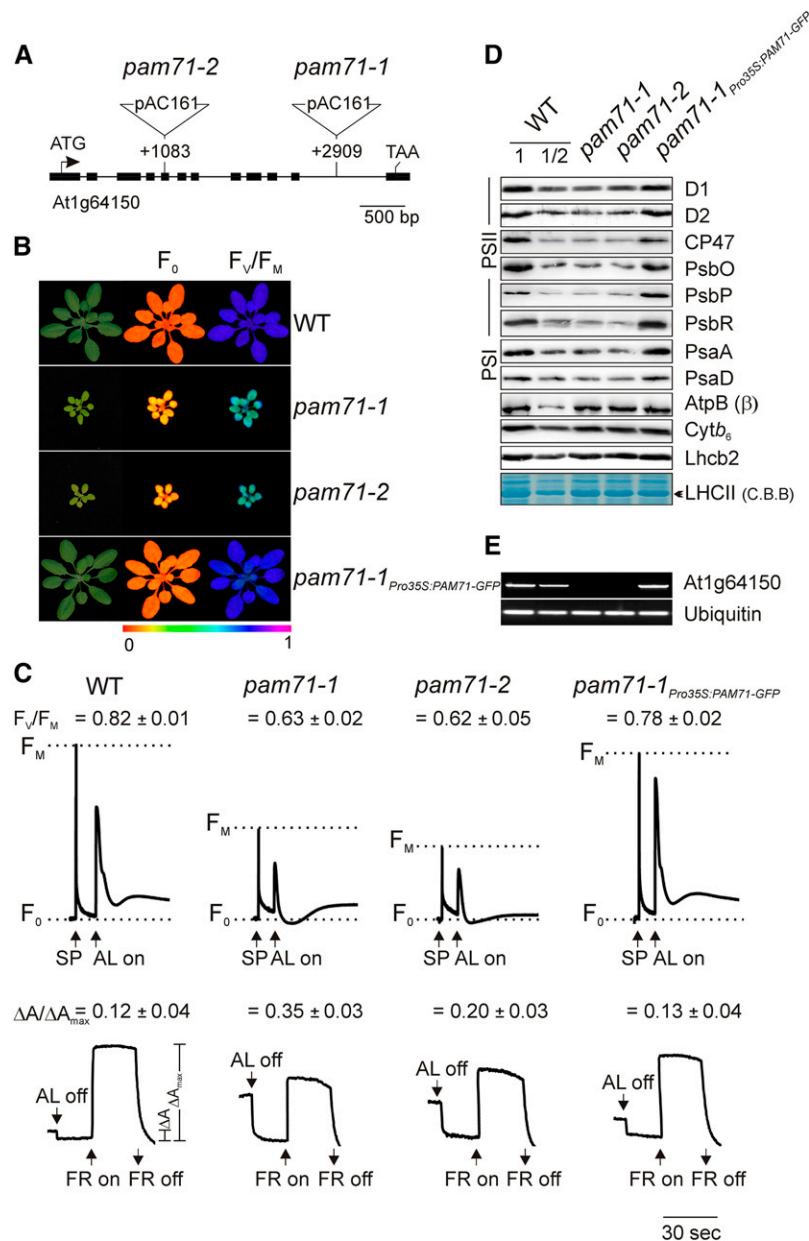 A
pam71-2
pam71-1
pAC161
pAC161
ATG
+1083
+2909
TAA
At1g64150
500 bp
B
F0
FV/FM
WT
pam71-1
pam71-2
pam71-1Pro35S:PAM71-GFP
0
1
D
WT
pam71-1
pam71-2
pam71-1Pro35S:PAM71-GFP
1
1/2
PSII
PSI
D1
D2
CP47
PsbO
PsbP
PsbR
PsaA
PsaD
AtpB (β)
Cytb6
Lhcb2
LHCII (C.B.B)
E
At1g64150
Ubiquitin
C
WT
pam71-1
pam71-2
pam71-1Pro35S:PAM71-GFP
FV/FM = 0.82 ± 0.01
= 0.63 ± 0.02
= 0.62 ± 0.05
= 0.78 ± 0.02
FM
F0
SP
AL on
FM
F0
SP
AL on
FM
F0
SP
AL on
FM
F0
SP
AL on
ΔA/ΔAmax = 0.12 ± 0.04
= 0.35 ± 0.03
= 0.20 ± 0.03
= 0.13 ± 0.04
AL off
ΔA
ΔAmax
FR on
FR off
AL off
FR on
FR off
AL off
FR on
FR off
AL off
FR on
FR off
30 sec